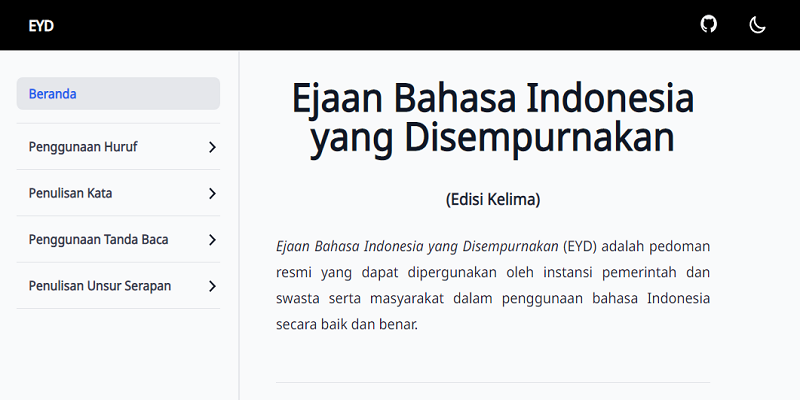 EYD
Beranda
Penggunaan Huruf
Penulisan Kata
Penggunaan Tanda Baca
Penulisan Unsur Serapan
Ejaan Bahasa Indonesia
yang Disempurnakan
(Edisi Kelima)
Ejaan Bahasa Indonesia yang Disempurnakan (EYD) adalah pedoman
resmi yang dapat dipergunakan oleh instansi pemerintah dan
swasta serta masyarakat dalam penggunaan bahasa Indonesia
secara baik dan benar.